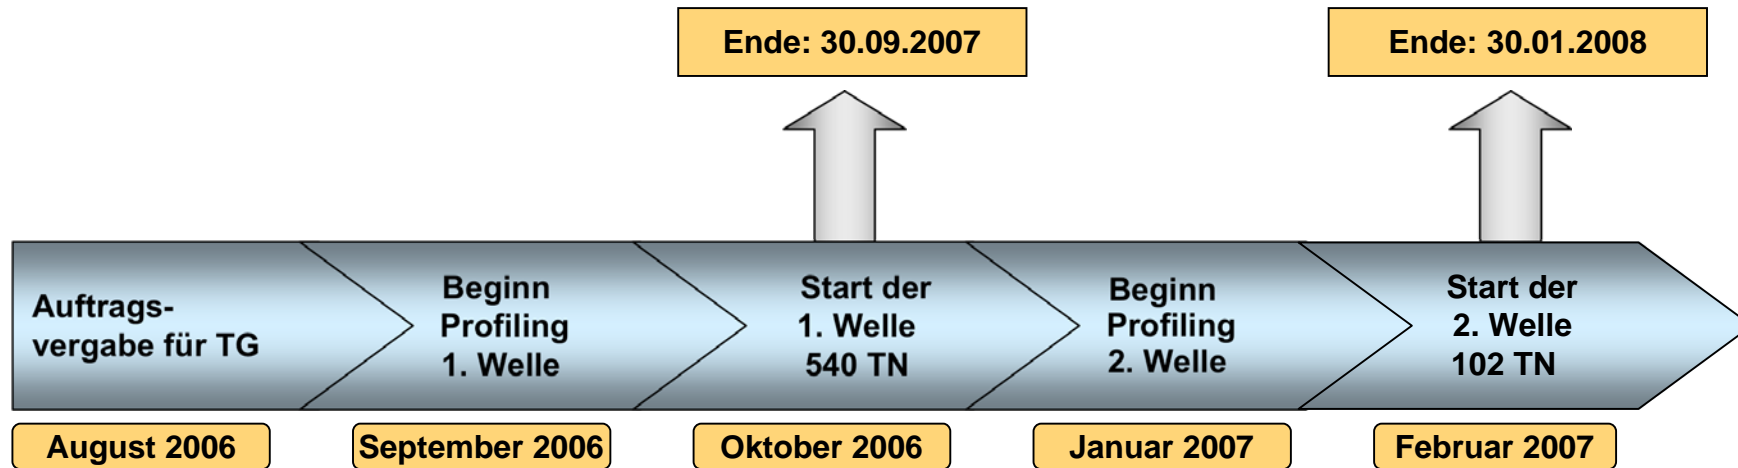 Ende: 30.09.2007
Ende: 30.01.2008
Auftrags-
vergabe für TG
Beginn
Profiling
1. Welle
Start der
1. Welle
540 TN
Beginn
Profiling
2. Welle
Start der
2. Welle
102 TN
August 2006
September 2006
Oktober 2006
Januar 2007
Februar 2007